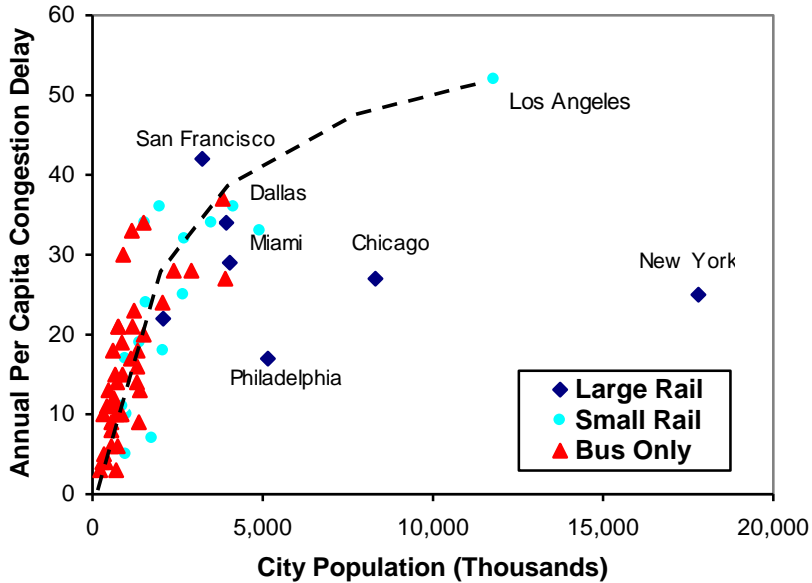 60
50
40
30
20
10
0
Annual Per Capita Congestion Delay
San Francisco
Los Angeles
Dallas
Miami
Chicago
New York
Philadelphia
Large Rail
Small Rail
Bus Only
0
5,000
10,000
15,000
20,000
City Population (Thousands)